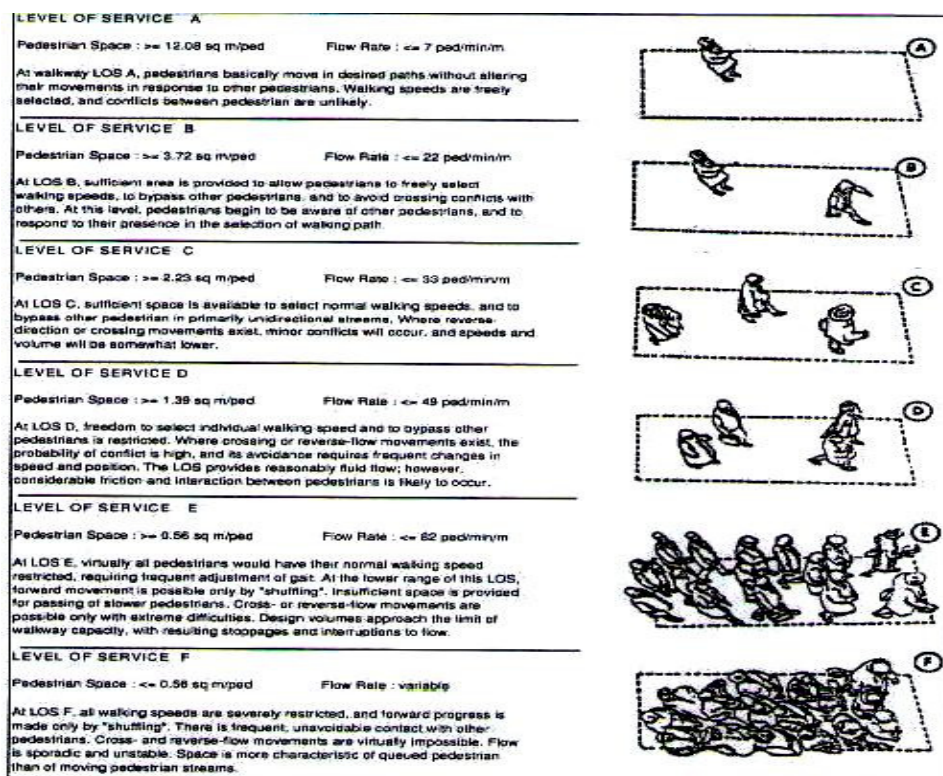 LEVEL OF SERVICE A
Pedestrian Space : >= 12.08 sq m/ped Flow Rate : <= 7 ped/min/m
At walkway LOS A, pedestrians basically move in desired paths without altering
their movements in response to other pedestrians. Walking speeds are freely
selected, and conflicts between pedestrian are unlikely.
A
LEVEL OF SERVICE B
Pedestrian Space : >= 3.72 sq m/ped Flow Rate : <= 22 ped/min/m
At LOS B, sufficient area is provided to allow pedestrians to freely select
walking speeds, to bypass other pedestrians, and to avoid crossing conflicts with
others. At this level, pedestrians begin to be aware of other pedestrians, and to
respond to their presence in the selection of walking path.
B
LEVEL OF SERVICE C
Pedestrian Space : >= 2.23 sq m/ped Flow Rate : <= 33 ped/min/m
At LOS C, sufficient space is available to select normal walking speeds, and to
bypass other pedestrian in primarily unidirectional streams. Where reverse-
direction or crossing movements exist, minor conflicts will occur, and speeds and
volume will be somewhat lower.
C
LEVEL OF SERVICE D
Pedestrian Space : >= 1.39 sq m/ped Flow Rate : <= 49 ped/min/m
At LOS D, freedom to select individual walking speed and to bypass other
pedestrians is restricted. Where crossing or reverse-flow movements exist, the
probability of conflict is high, and its avoidance requires frequent changes in
speed and position. The LOS provides reasonably fluid flow; however,
considerable friction and interaction between pedestrians is likely to occur.
D
LEVEL OF SERVICE E
Pedestrian Space : >= 0.56 sq m/ped Flow Rate : <= 82 ped/min/m
At LOS E, virtually all pedestrians would have their normal walking speed
restricted, requiring frequent adjustment of gait. At the lower range of this LOS,
forward movement is possible only by "shuffling". Insufficient space is provided
for passing of slower pedestrians. Cross- or reverse-flow movements are
possible only with extreme difficulties. Design volumes approach the limit of
walkway capacity, with resulting stoppages and interruptions to flow.
E
LEVEL OF SERVICE F
Pedestrian Space : <= 0.56 sq m/ped Flow Rate : variable
At LOS F, all walking speeds are severely restricted, and forward progress is
made only by "shuffling". There is frequent, unavoidable contact with other
pedestrians. Cross- and reverse-flow movements are virtually impossible. Flow
is sporadic and unstable. Space is more characteristic of queued pedestrian
than of moving pedestrian streams.
F